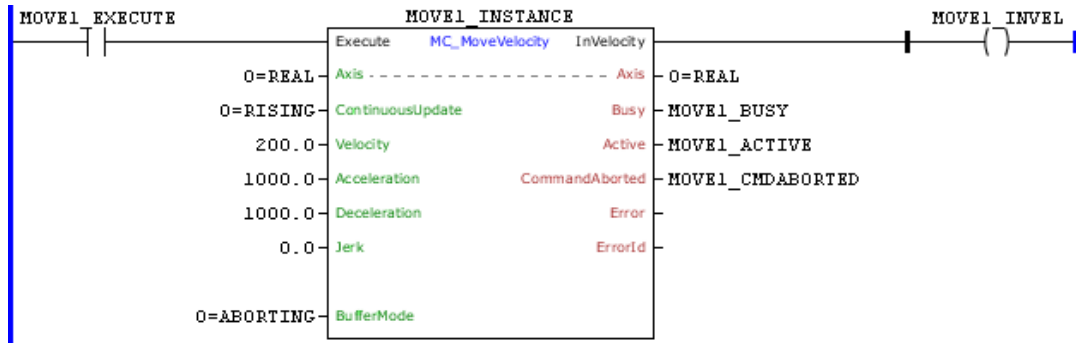 MOVE1_EXECUTE MOVE1_INSTANCE MOVE1_INVEL
Execute MC_MoveVelocity InVelocity
0=REAL Axis Axis 0=REAL
0=RISING ContinuousUpdate Busy MOVE1_BUSY
200.0 Velocity Active MOVE1_ACTIVE
1000.0 Acceleration CommandAborted MOVE1_CMDABORTED
1000.0 Deceleration Error
0.0 Jerk ErrorId
0=ABORTING BufferMode